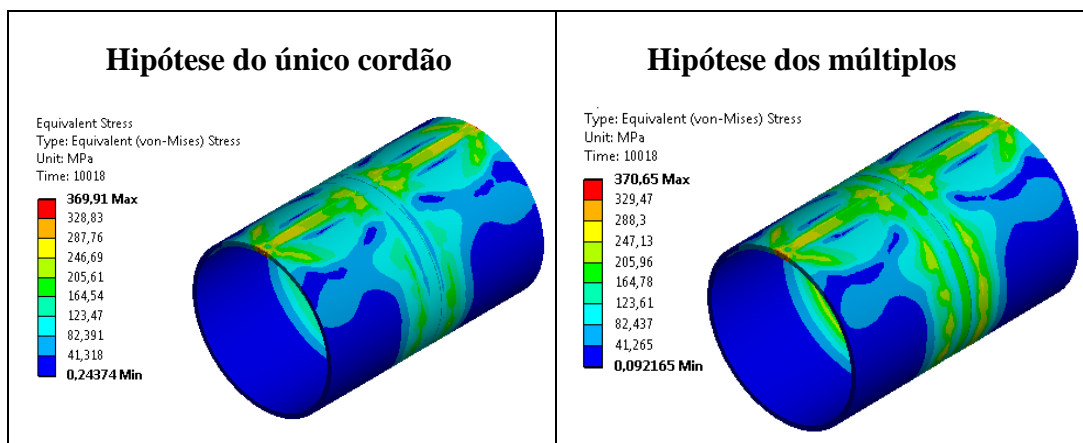 Hipótese do único cordão
Equivalent Stress
Type: Equivalent (von-Mises) Stress
Unit: MPa
Time: 10018
369,91 Max
328,83
287,76
246,69
205,61
164,54
123,47
82,391
41,318
0,24374 Min
Hipótese dos múltiplos
Type: Equivalent (von-Mises) Stress
Unit: MPa
Time: 10018
370,65 Max
329,47
288,3
247,13
205,96
164,78
123,61
82,437
41,265
0,092165 Min